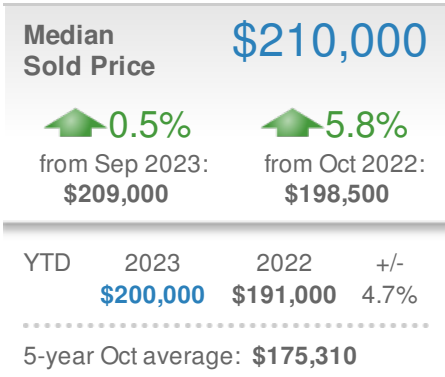 Median
Sold Price
$210,000
0.5%
from Sep 2023:
$209,000
5.8%
from Oct 2022:
$198,500
YTD 2023 2022 +/-
$200,000 $191,000 4.7%
5-year Oct average: $175,310